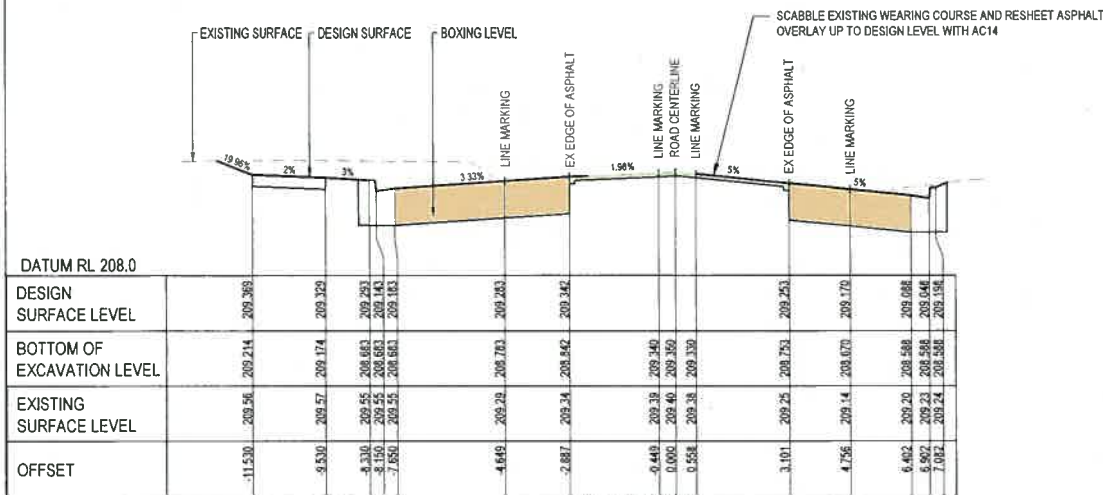 SCABBLE EXISTING WEARING COURSE AND RESHEET ASPHALT
OVERLAY UP TO DESIGN LEVEL WITH AC14
EXISTING SURFACE
DESIGN SURFACE
BOXING LEVEL
LINE MARKING
EX EDGE OF ASPHALT
LINE MARKING
ROAD CENTERLINE
LINE MARKING
EX EDGE OF ASPHALT
LINE MARKING
19.96%
2%
3%
3.33%
1.96%
5%
5%
DATUM RL 208.0
DESIGN
SURFACE LEVEL
209.369 209.329 209.293 209.143 209.183 209.283 209.342 209.253 209.170 209.088 209.048 209.198
BOTTOM OF
EXCAVATION LEVEL
209.214 209.174 208.683 208.683 208.683 208.783 208.842 209.340 209.350 209.330 208.753 208.670 208.588 208.588 208.588
EXISTING
SURFACE LEVEL
209.56 209.57 209.55 209.55 209.55 209.29 209.34 209.39 209.40 209.38 209.25 209.14 209.20 209.23 209.24
OFFSET
-11.530 -9.530 -8.330 -8.150 -7.650 -4.649 -2.887 -0.449 0.000 0.558 3.101 4.756 6.402 6.902 7.082